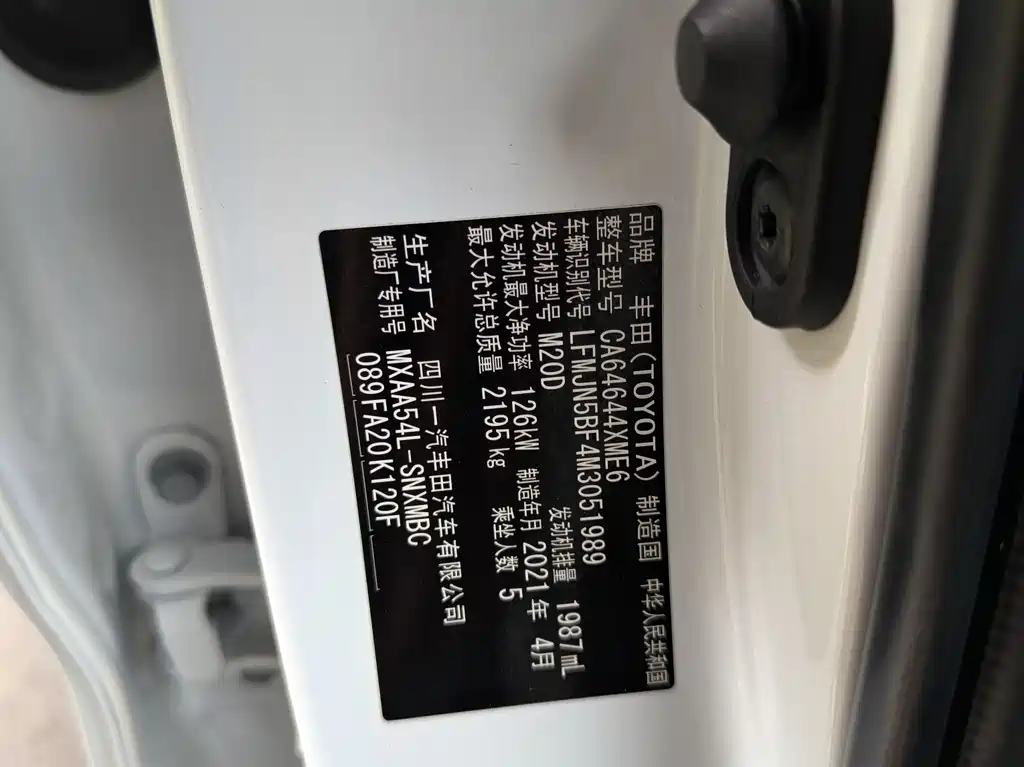 品牌 丰田(TOYOTA) 制造国 中华人民共和国
整车型号 CA64644XME6
车辆识别代号 LFMJN5BF4M3051989
发动机型号 M20D 发动机排量 1987mL
发动机最大净功率 126kW 制造年月 2021年 4月
最大允许总质量 2195kg 乘坐人数 5
生产厂名 四川一汽丰田汽车有限公司
制造厂专用号 MXAA54L-SNXMBC
089FA20K120F